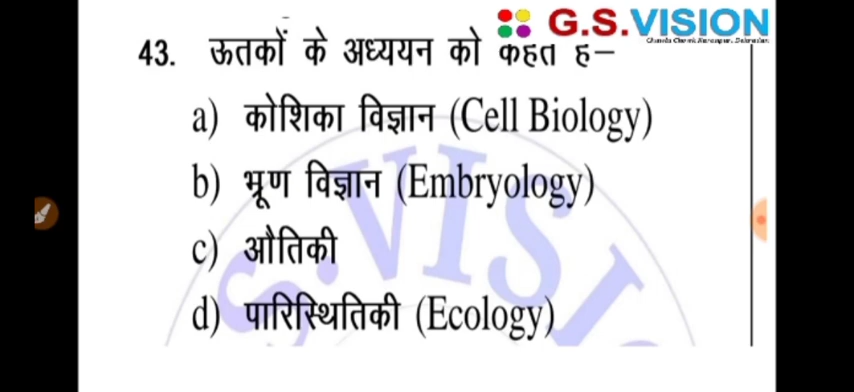 G.S.VISION
43. ऊतकों के अध्ययन को कहते हैं–
a) कोशिका विज्ञान (Cell Biology)
b) भ्रूण विज्ञान (Embryology)
c) औतिकी
d) पारिस्थितिकी (Ecology)